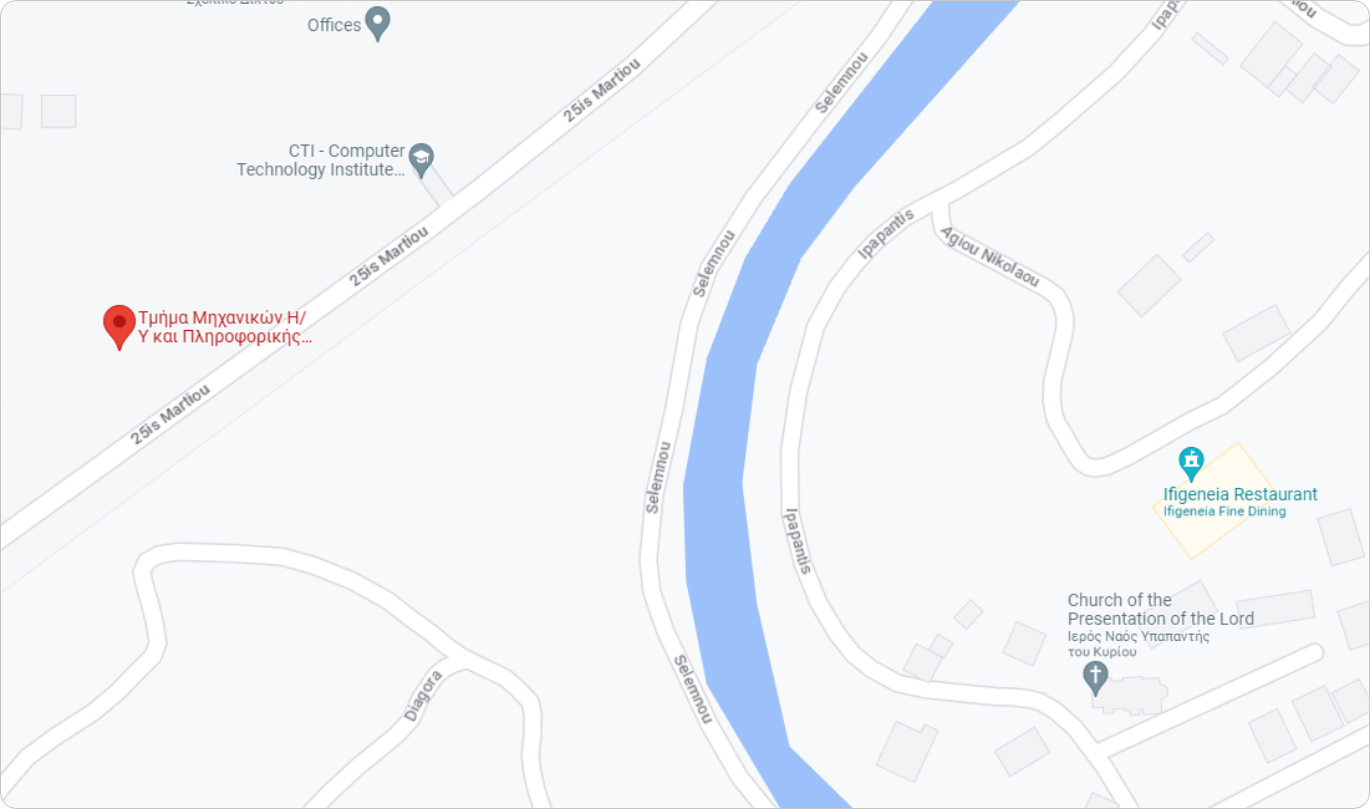 Σχολικό Δίκτυο
Offices
25is Martiou
Selemnou
CTI - Computer
Technology Institute...
25is Martiou
Selemnou
Ipapantis
Agiou Nikolaou
Τμήμα Μηχανικών Η/
Υ και Πληροφορικής...
25is Martiou
Selemnou
Ipapantis
Ifigeneia Restaurant
Ifigeneia Fine Dining
Church of the
Presentation of the Lord
Ιερός Ναός Υπαπαντής
του Κυρίου
Selemnou
Diagora